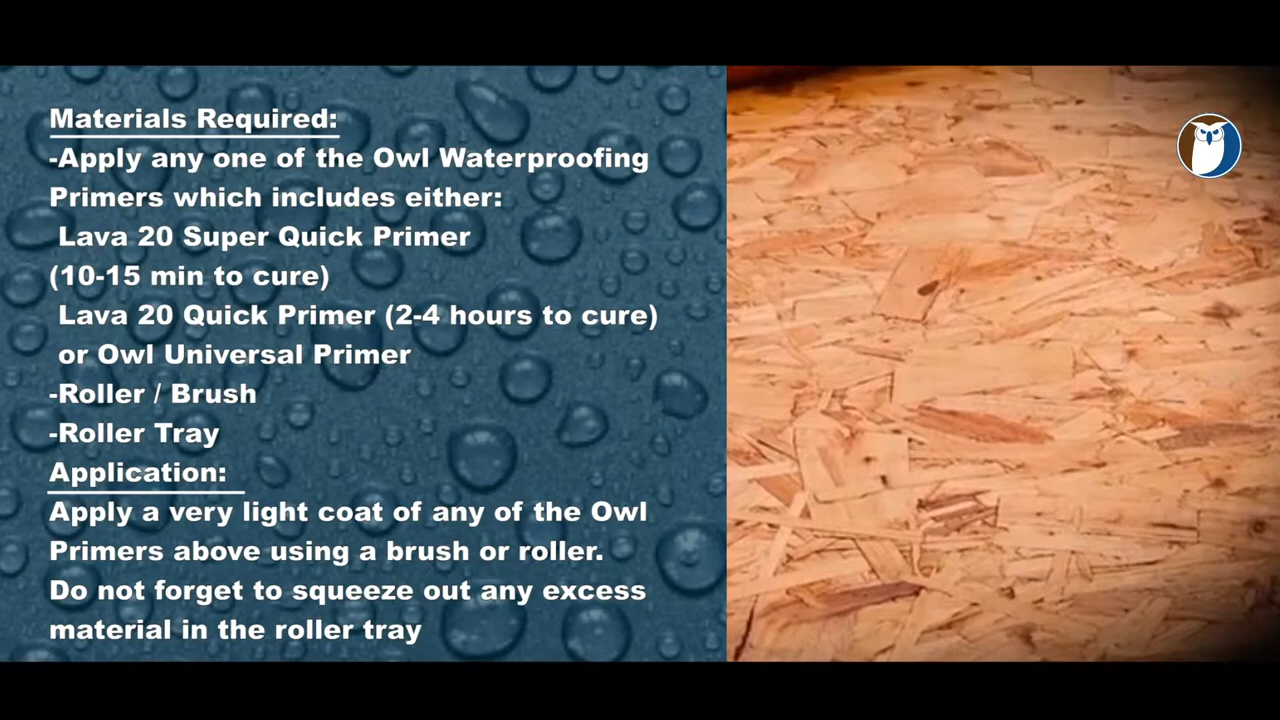 Materials Required:
-Apply any one of the Owl Waterproofing
Primers which includes either:
Lava 20 Super Quick Primer
(10-15 min to cure)
Lava 20 Quick Primer (2-4 hours to cure)
or Owl Universal Primer
-Roller / Brush
-Roller Tray
Application:
Apply a very light coat of any of the Owl
Primers above using a brush or roller.
Do not forget to squeeze out any excess
material in the roller tray